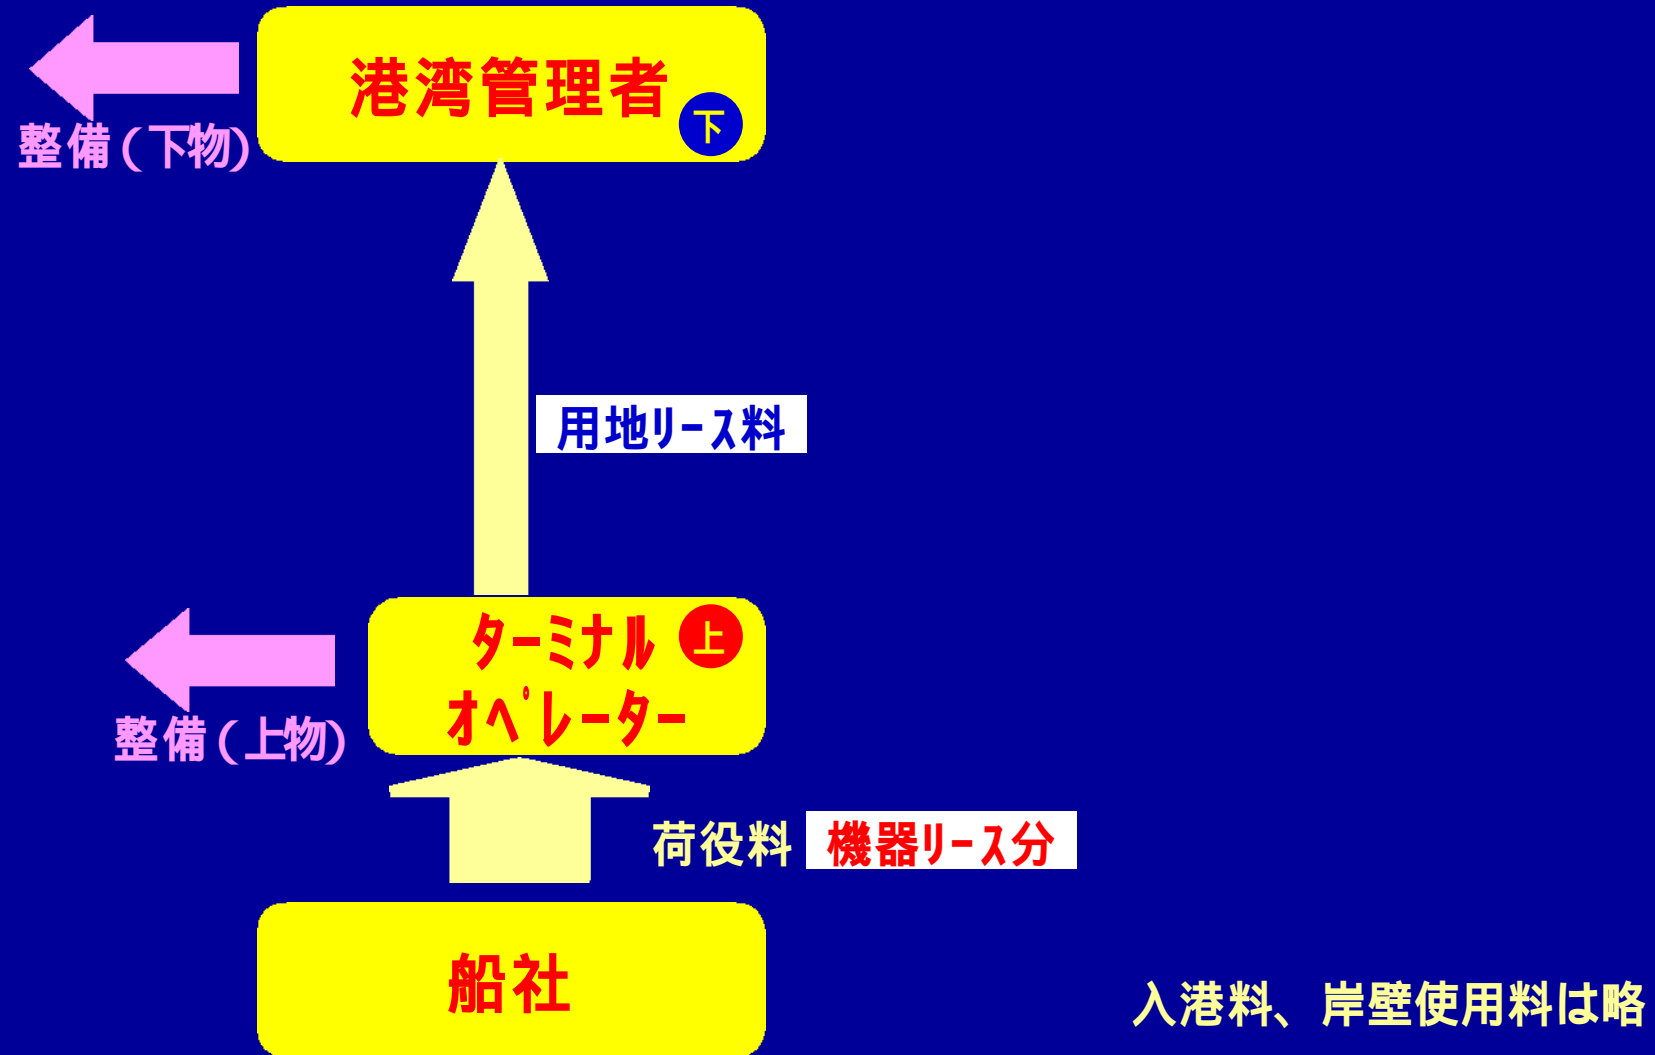 港湾管理者
下
整備(下物)
用地ﾘｰｽ料
ﾀｰﾐﾅﾙ
上
ｵﾍﾟﾚｰﾀｰ
整備(上物)
荷役料 機器ﾘｰｽ分
船社
入港料、岸壁使用料は略